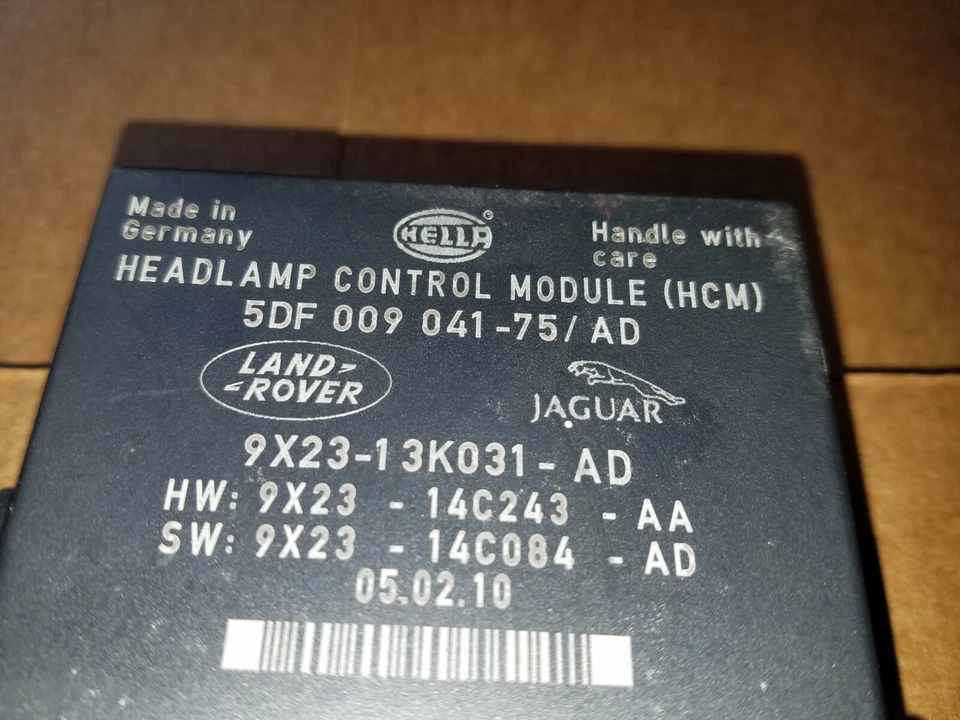 Made in
Germany
HELLA
®
Handle with
care
HEADLAMP CONTROL MODULE (HCM)
5DF 009 041-75/AD
LAND
ROVER
JAGUAR
9X23-13K031-AD
HW: 9X23 - 14C243 - AA
SW: 9X23 - 14C084 - AD
05.02.10